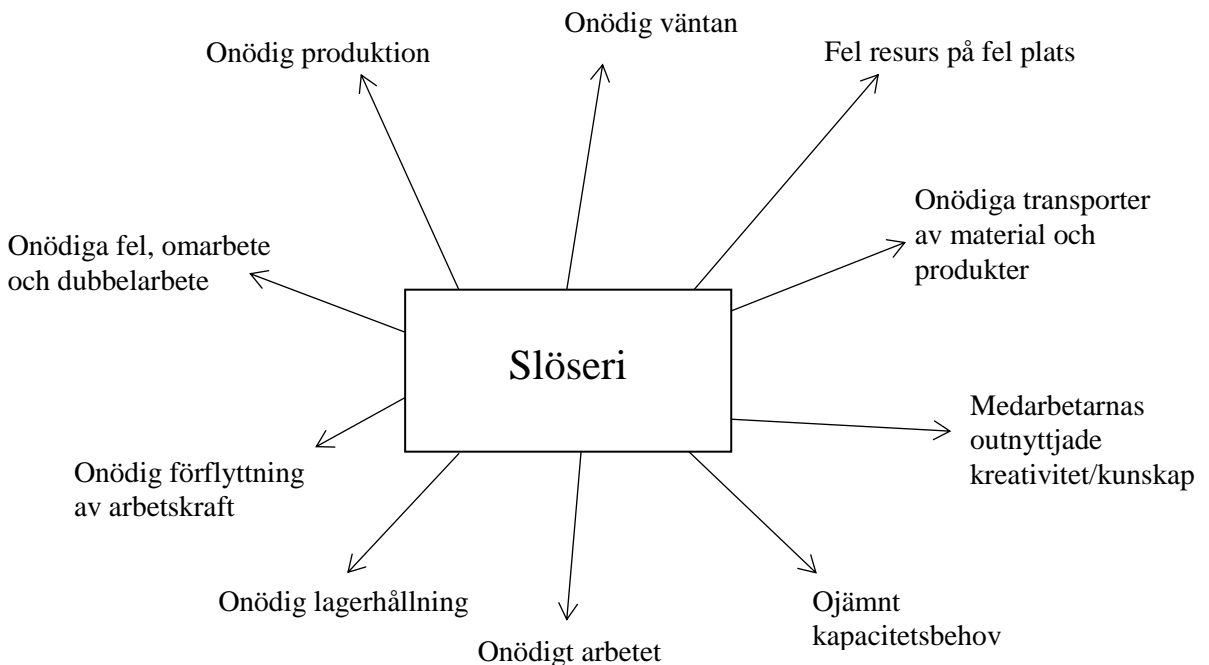 Onödig väntan
Onödig produktion
Fel resurs på fel plats
Onödiga transporter
av material och
produkter
Onödiga fel, omarbete
och dubbelarbete
Slöseri
Medarbetarnas
outnyttjade
kreativitet/kunskap
Onödig förflyttning
av arbetskraft
Onödig lagerhållning
Ojämnt
kapacitetsbehov
Onödigt arbetet